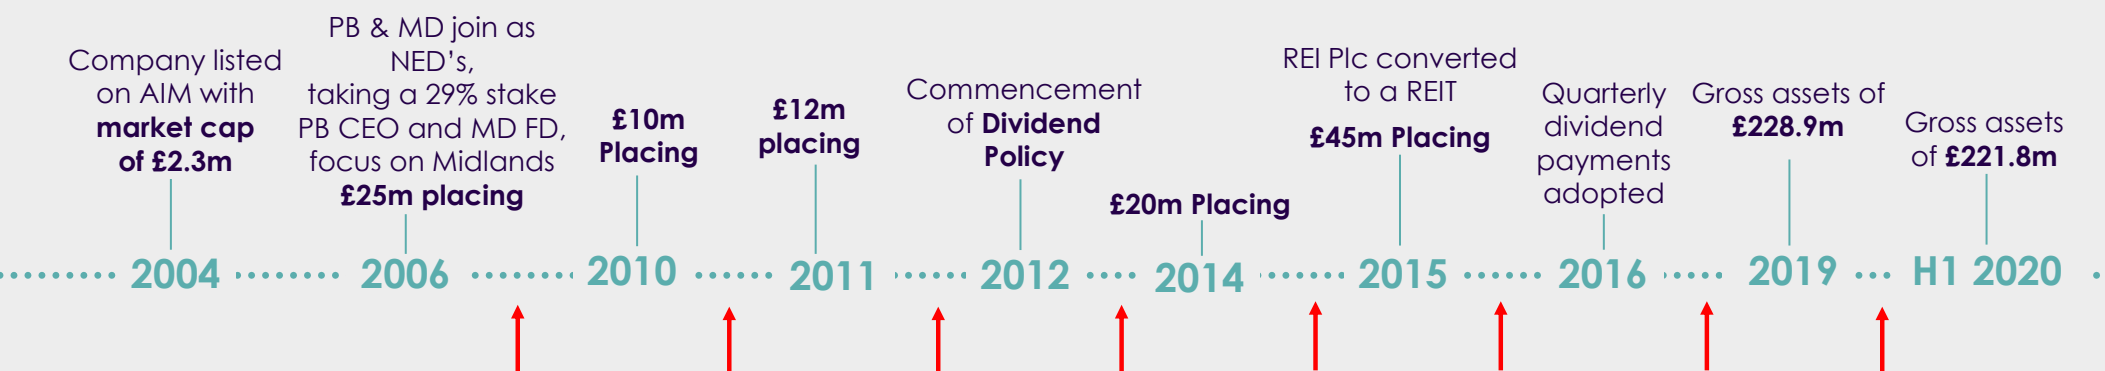 Company listed
on AIM with
market cap
of £2.3m
2004
PB & MD join as
NED's,
taking a 29% stake
PB CEO and MD FD,
focus on Midlands
£25m placing
2006
£10m
Placing
2010
£12m
placing
2011
Commencement
of Dividend
Policy
2012
£20m Placing
2014
REI Plc converted
to a REIT
£45m Placing
2015
Quarterly
dividend
payments
adopted
2016
Gross assets of
£228.9m
2019
Gross assets
of £221.8m
H1 2020